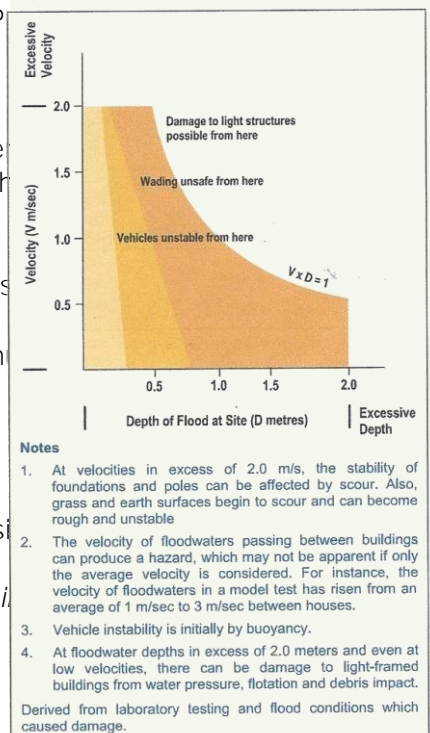 Excessive
Velocity
2.0
Damage to light structures
possible from here
1.5
Wading unsafe from here
Velocity (V m/sec)
1.0
Vehicles unstable from here
VxD=1
0.5
0.5 1.0 1.5 2.0
Depth of Flood at Site (D metres)
Excessive
Depth
Notes
1. At velocities in excess of 2.0 m/s, the stability of
foundations and poles can be affected by scour. Also,
grass and earth surfaces begin to scour and can become
rough and unstable
2. The velocity of floodwaters passing between buildings
can produce a hazard, which may not be apparent if only
the average velocity is considered. For instance, the
velocity of floodwaters in a model test has risen from an
average of 1 m/sec to 3 m/sec between houses.
3. Vehicle instability is initially by buoyancy.
4. At floodwater depths in excess of 2.0 meters and even at
low velocities, there can be damage to light-framed
buildings from water pressure, flotation and debris impact.
Derived from laboratory testing and flood conditions which
caused damage.